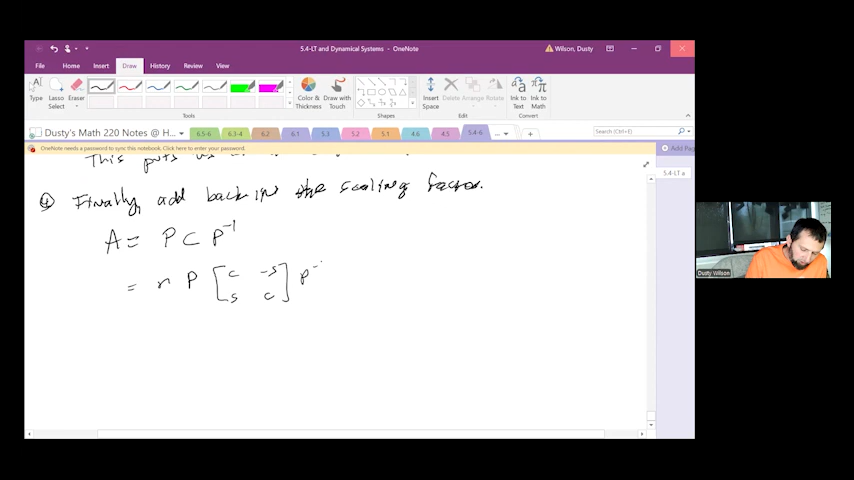 5.4-LT and Dynamical Systems - OneNote
Wilson, Dusty
File Insert Draw History Review View
Type Lasso Select Eraser Color & Thickness Draw with Touch Insert Space Delete Arrange Rotate Ink to Text Ink to Math
Tools Shapes Edit Convert
Dusty's Math 220 Notes @ H... 6.5-6 6.3-4 6.2 6.1 5.3 5.2 5.1 4.6 4.5 5.4-6 ... + Search (Ctrl+E)
OneNote needs a password to sync this notebook. Click here to enter your password.
Add Pag
5.4-LT a
This puts us
④ Finally, add back in the scaling factor.
A = P C P⁻¹
= r P [ c -s
s c ] P⁻
Dusty Wilson